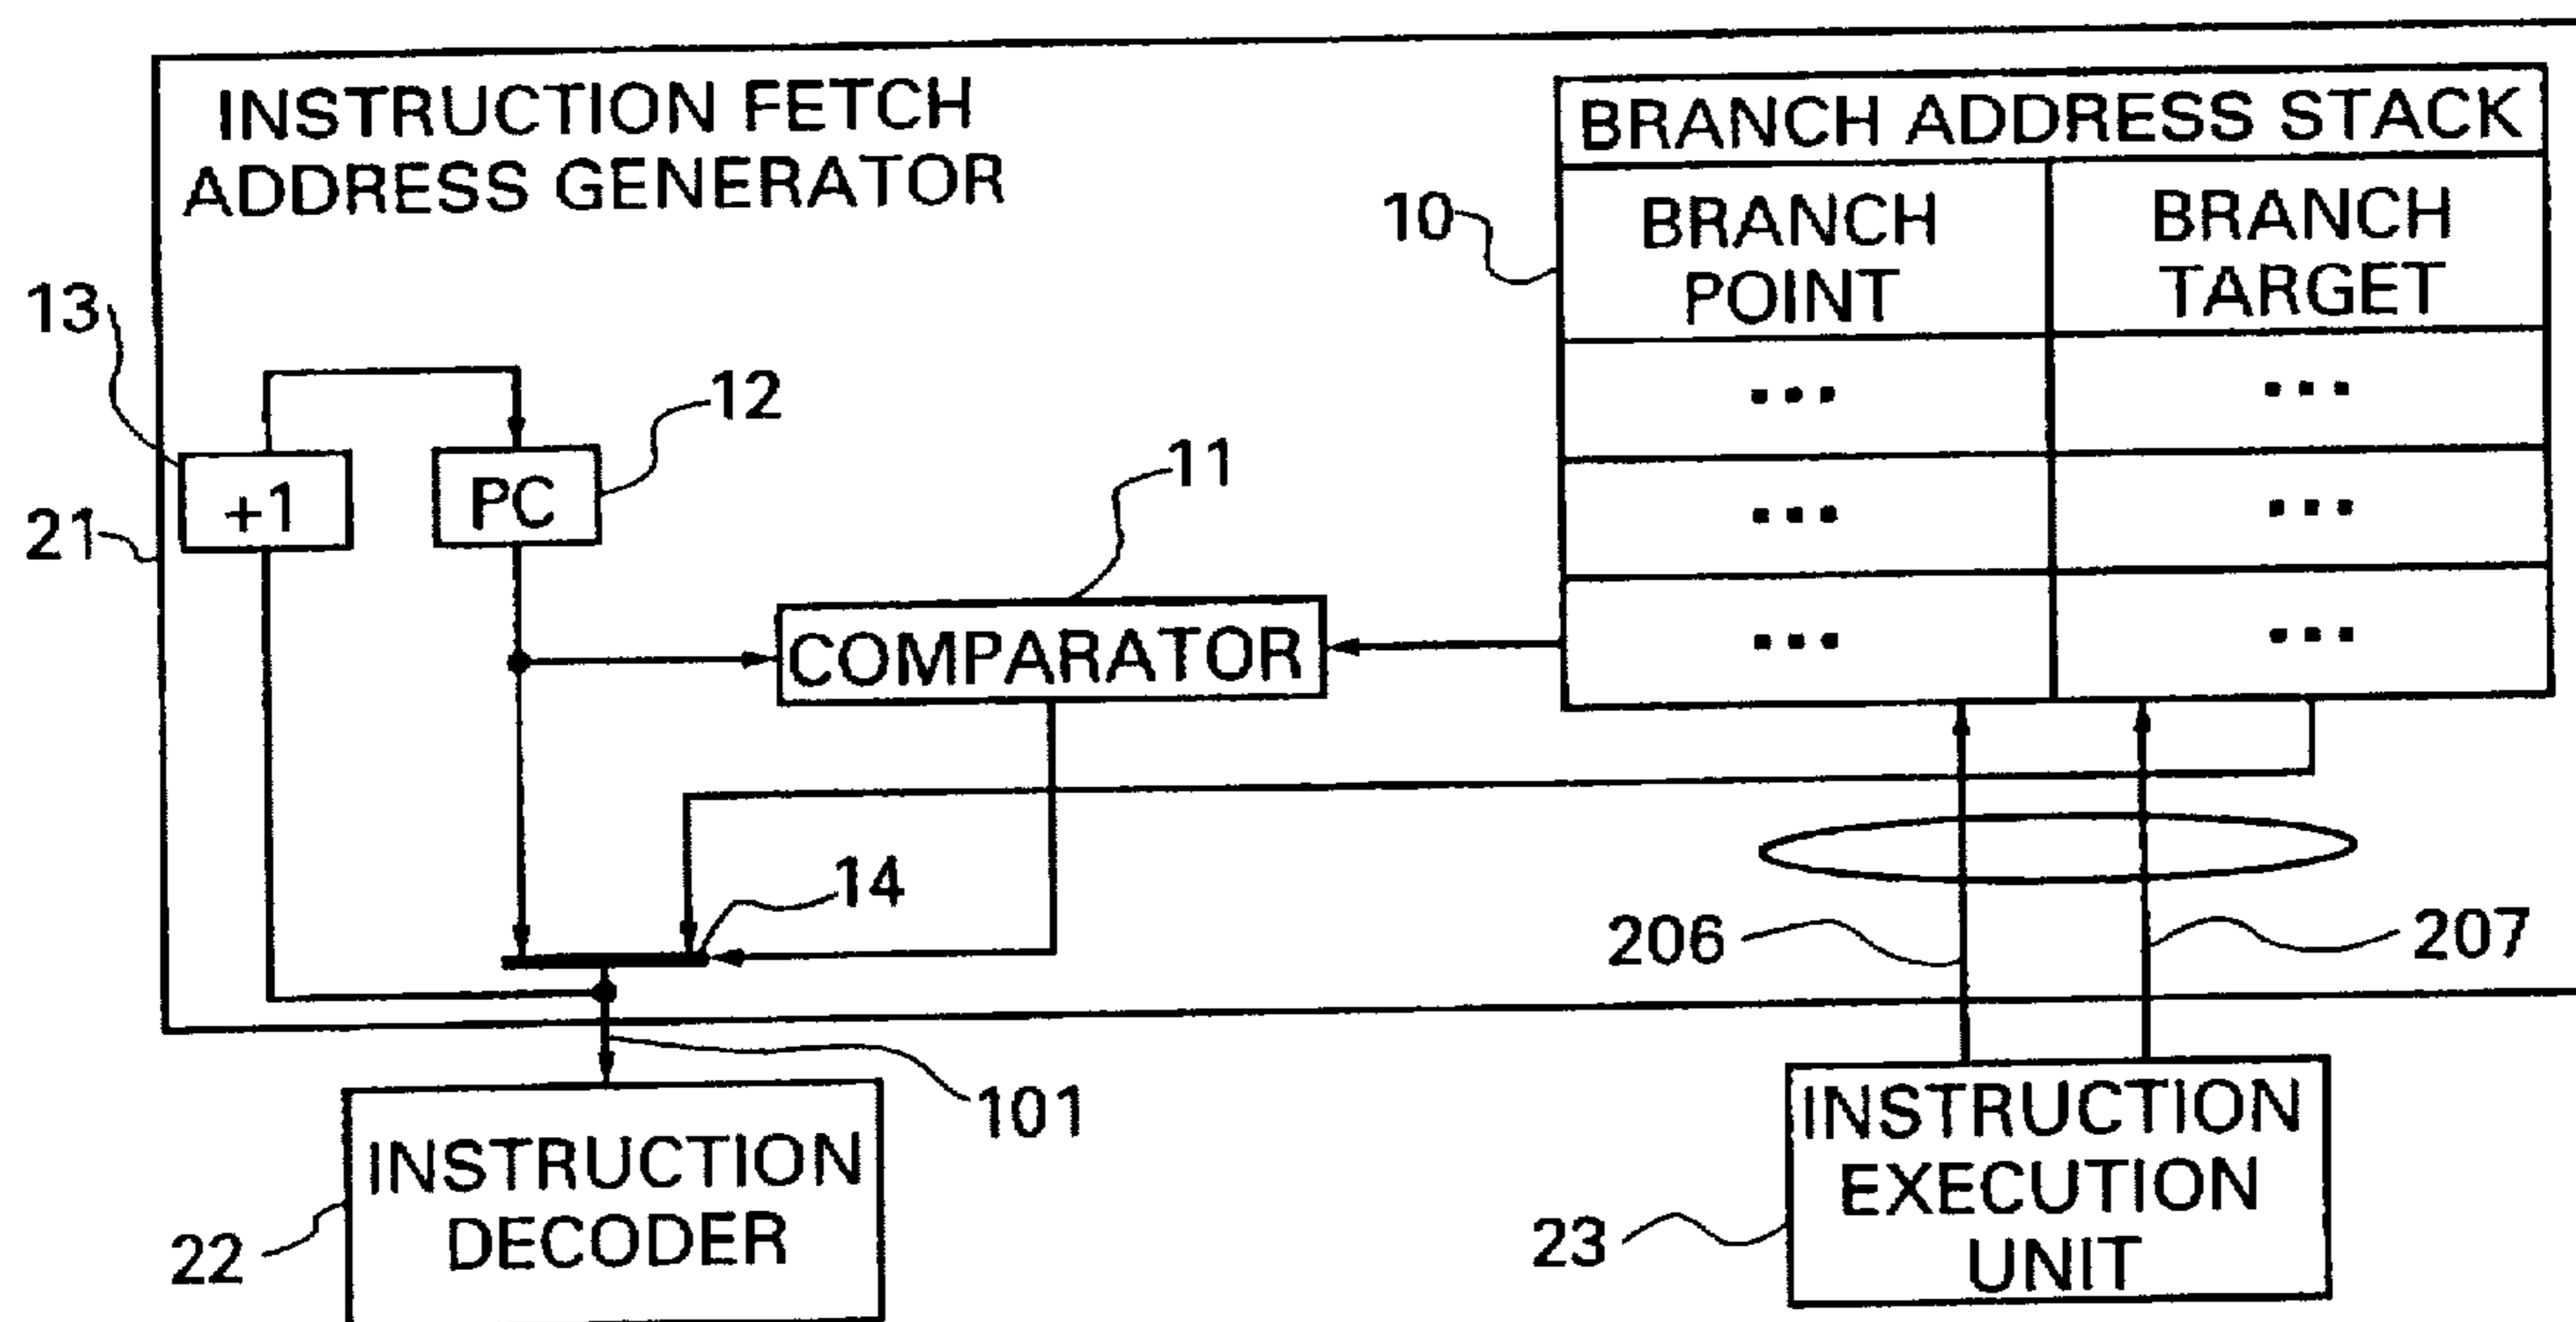 INSTRUCTION FETCH
ADDRESS GENERATOR
BRANCH ADDRESS STACK
BRANCH
POINT
BRANCH
TARGET
10
...
...
...
...
...
...
13
12
+1
PC
11
21
COMPARATOR
14
206
207
101
INSTRUCTION
DECODER
22
INSTRUCTION
EXECUTION
UNIT
23